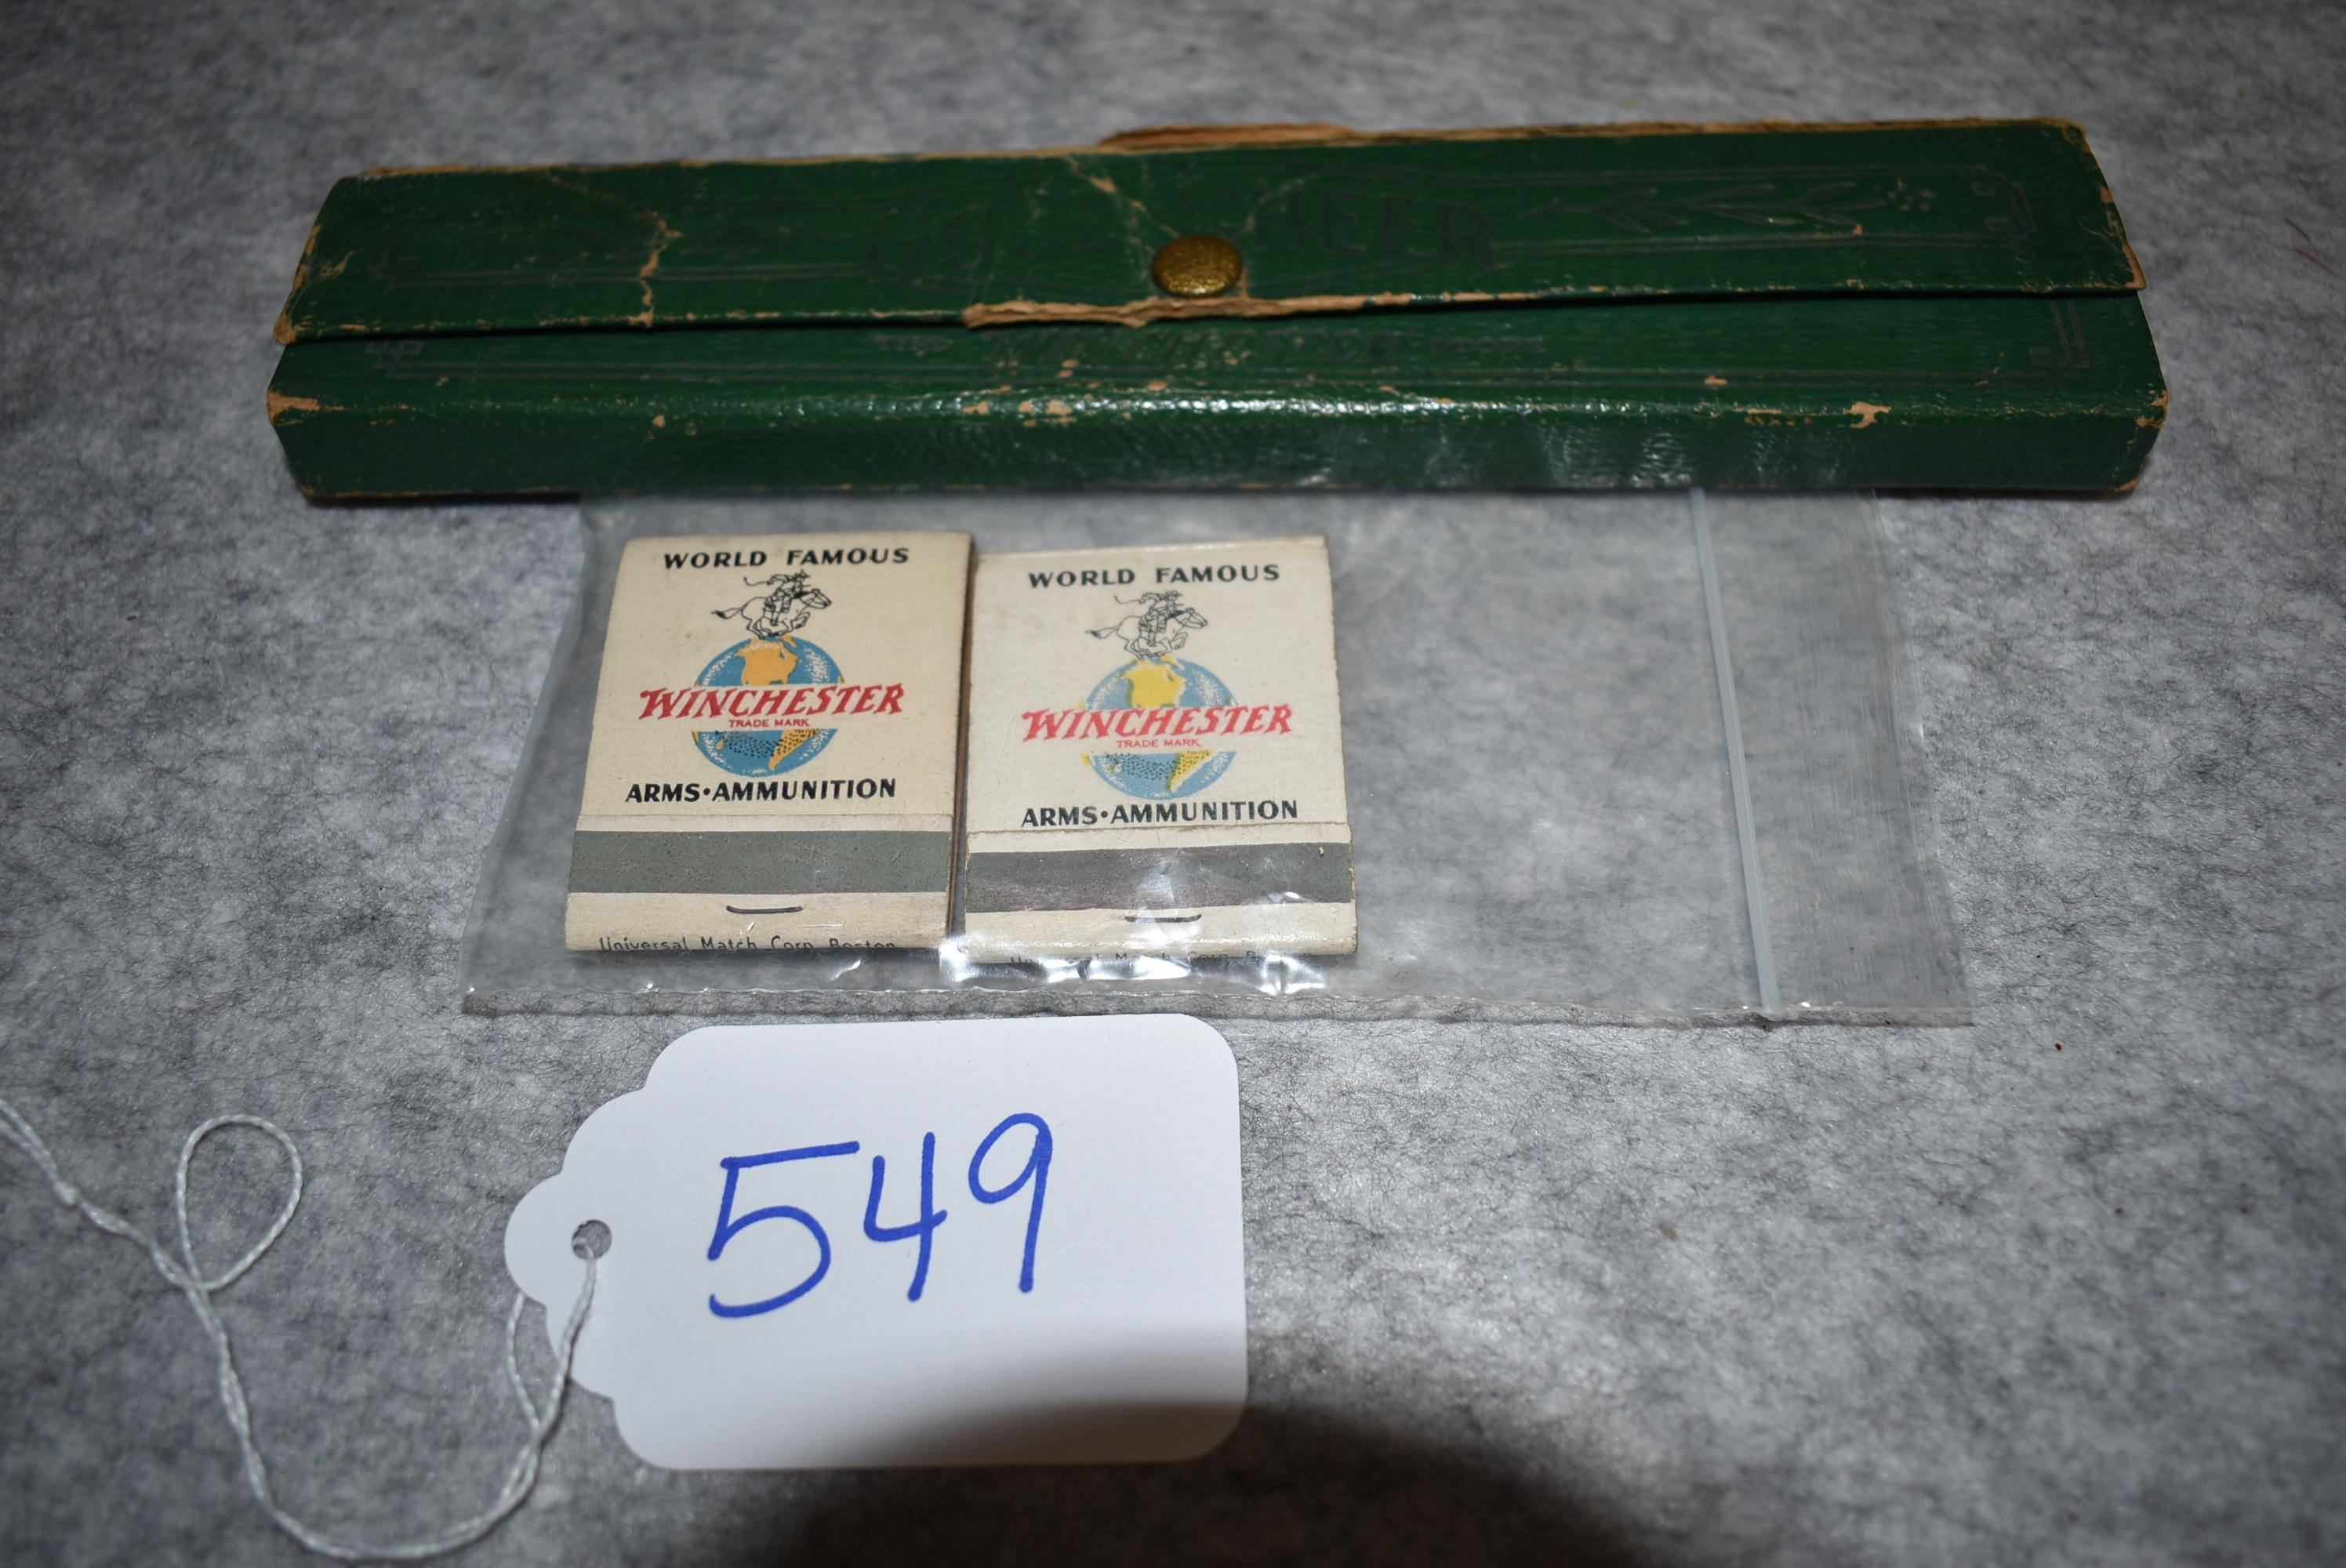 WORLD FAMOUS
WINCHESTER
TRADE MARK
ARMS•AMMUNITION
Universal Match Corp. Boston
WORLD FAMOUS
WINCHESTER
TRADE MARK
ARMS•AMMUNITION
549